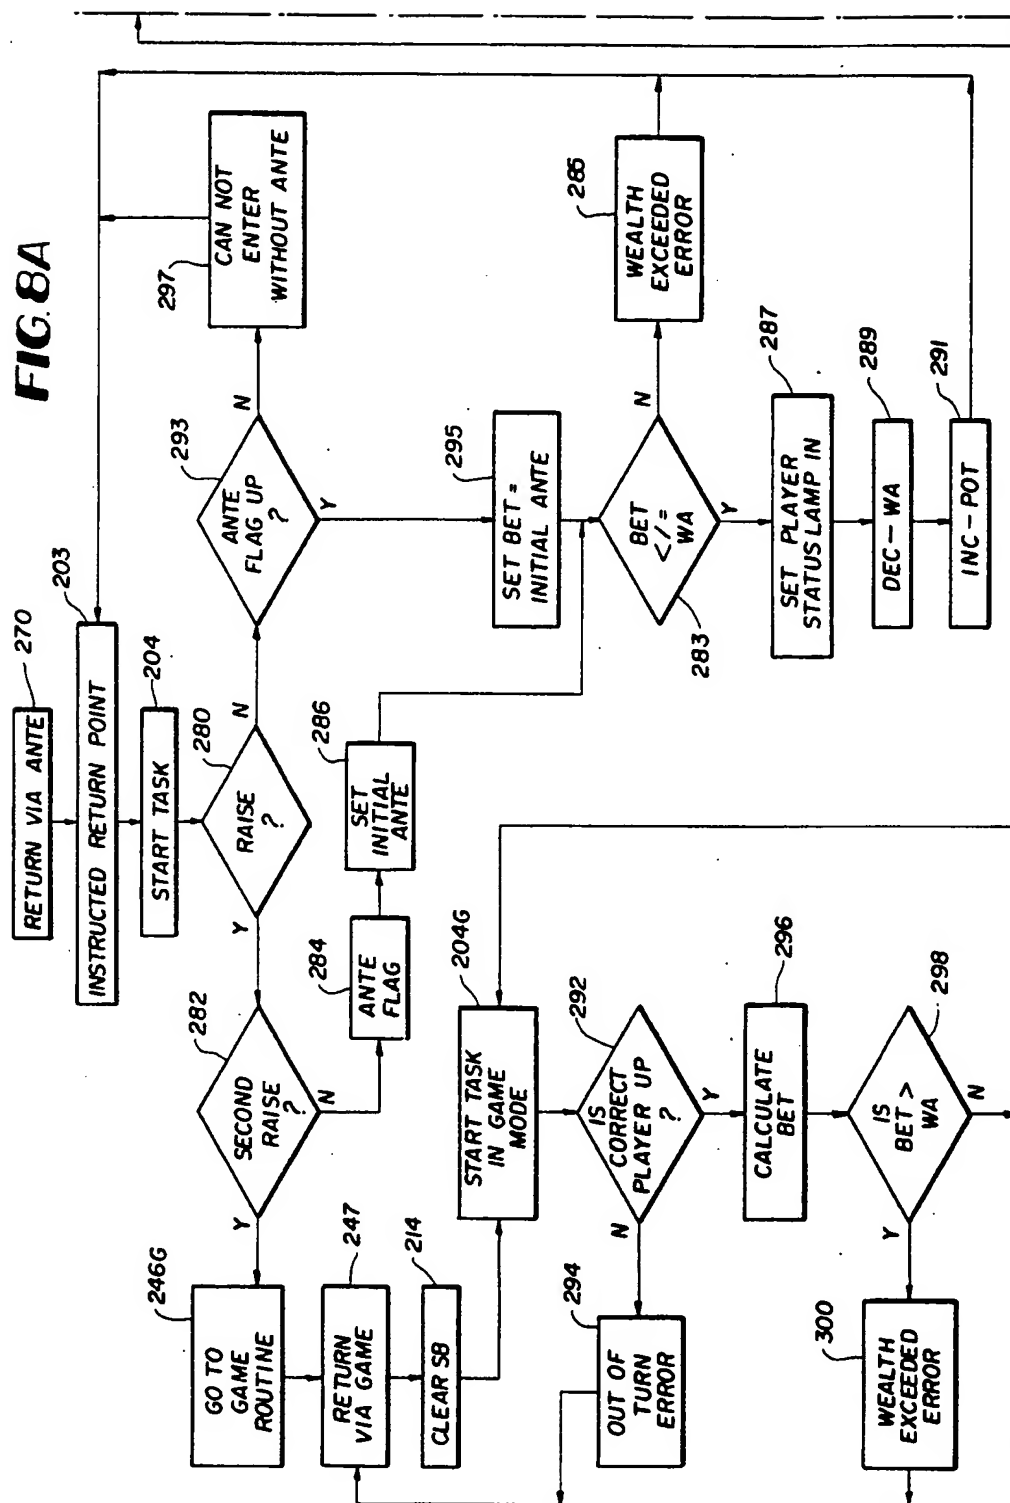 FIG. 8A
270
RETURN VIA ANTE
203
INSTRUCTED RETURN POINT
204
START TASK
280
RAISE
?
Y
N
282
SECOND
RAISE
?
Y
N
293
ANTE
FLAG UP
?
N
Y
297
CAN NOT
ENTER
WITHOUT ANTE
284
ANTE
FLAG
286
SET
INITIAL
ANTE
295
SET BET =
INITIAL ANTE
BET
</=
WA
283
N
Y
285
WEALTH
EXCEEDED
ERROR
287
SET PLAYER
STATUS LAMP IN
289
DEC-WA
291
INC-POT
246G
GO TO
GAME
ROUTINE
247
RETURN
VIA GAME
214
CLEAR SB
204G
START TASK
IN GAME
MODE
292
IS
CORRECT
PLAYER UP
?
N
Y
294
OUT OF
TURN
ERROR
296
CALCULATE
BET
298
IS
BET >
WA
Y
N
300
WEALTH
EXCEEDED
ERROR